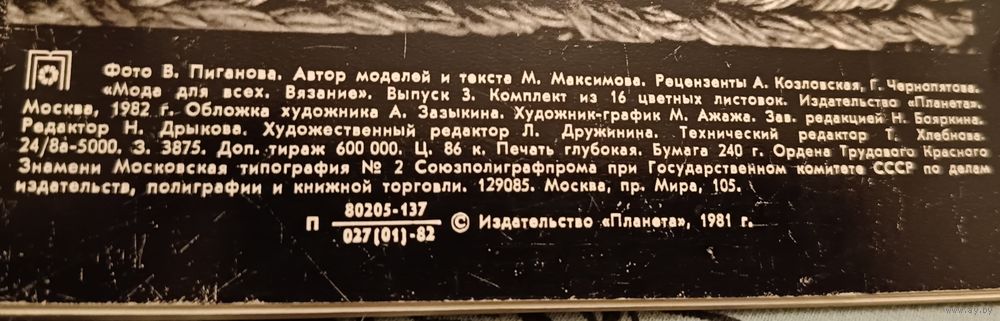 Фото В. Пиганова. Автор моделей и текста М. Максимова. Рецензенты А. Козловская, Г. Чернопятова.
«Мода для всех. Вязание». Выпуск 3. Комплект из 16 цветных листовок. Издательство «Планета».
Москва, 1982 г. Обложка художника А. Зазыкина. Художник-график М. Ажажа. Зав. редакцией Н. Бояркина.
Редактор Н. Дрыкова. Художественный редактор Л. Дружинина. Технический редактор Т. Хлебнова.
24/8а-5000. З. 3875. Доп. тираж 600 000. Ц. 86 к. Печать глубокая. Бумага 240 г. Ордена Трудового Красного
Знамени Московская типография № 2 Союзполиграфпрома при Государственном комитете СССР по делам
издательств, полиграфии и книжной торговли. 129085. Москва, пр. Мира, 105.
П 80205-137
027(01)-82 © Издательство «Планета», 1981 г.
www.ay.by